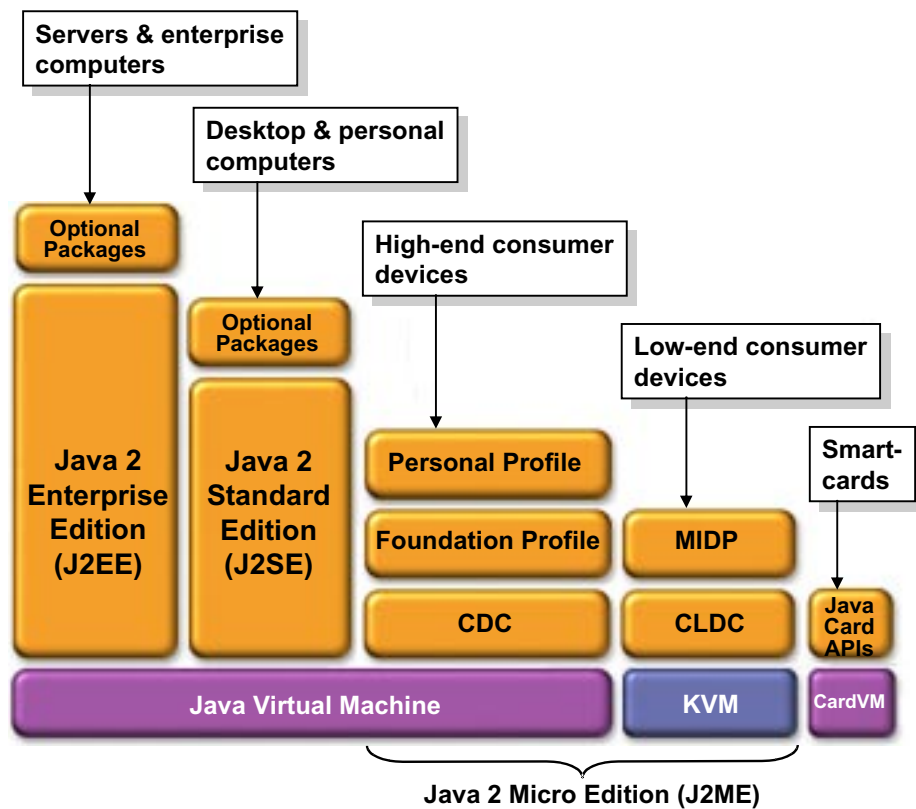 Servers & enterprise
computers
Desktop & personal
computers
High-end consumer
devices
Low-end consumer
devices
Smart-
cards
Optional
Packages
Java 2
Enterprise
Edition
(J2EE)
Optional
Packages
Java 2
Standard
Edition
(J2SE)
Personal Profile
Foundation Profile
CDC
MIDP
CLDC
Java
Card
APIs
Java Virtual Machine
KVM
CardVM
Java 2 Micro Edition (J2ME)